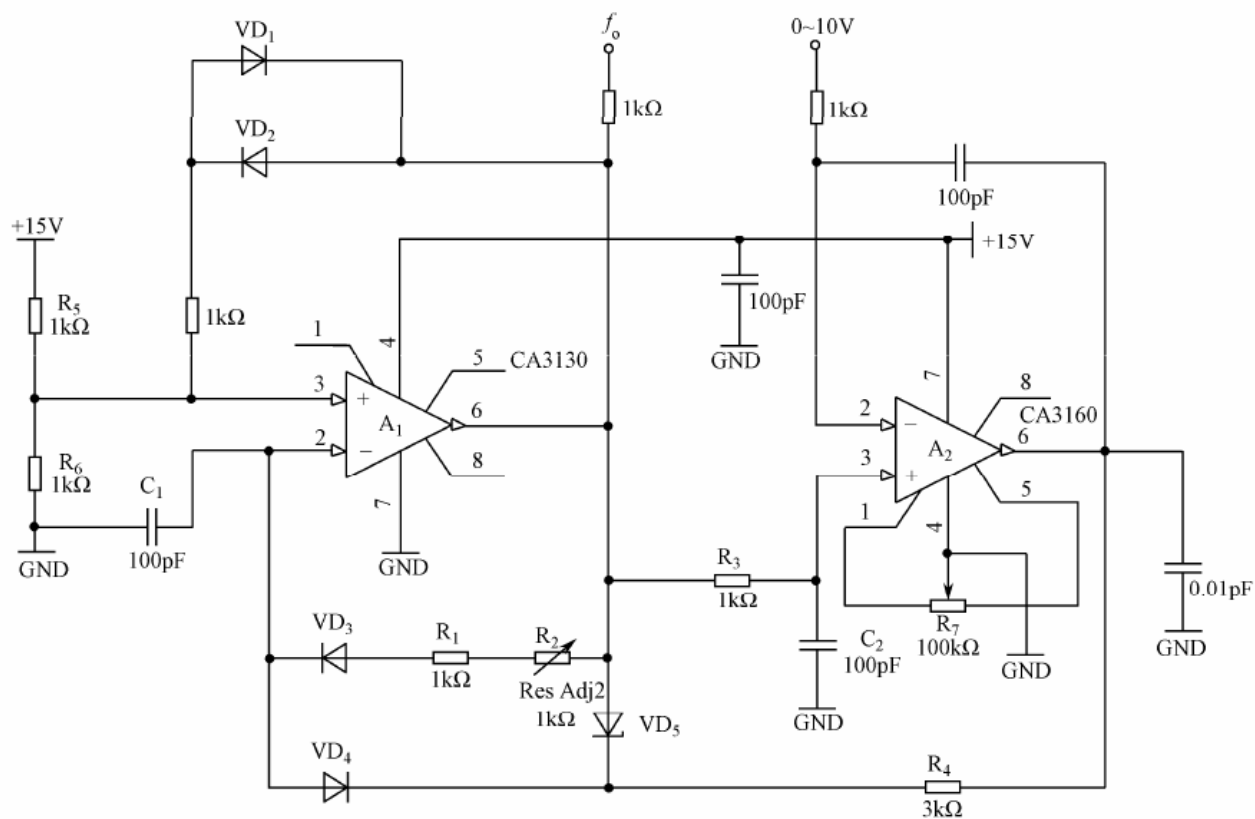 VD₁
fₒ
0~10V
1kΩ
1kΩ
VD₂
100pF
+15V
+15V
R₅
1kΩ
1kΩ
100pF
GND
1
4
5
CA3130
3
+
A₁
6
2
−
8
7
GND
7
8
CA3160
2
−
A₂
6
3
+
5
1
4
R₆
1kΩ
C₁
100pF
GND
R₃
1kΩ
C₂
100pF
GND
R₇
100kΩ
GND
0.01pF
GND
VD₃
R₁
1kΩ
R₂
Res Adj2
1kΩ
VD₅
VD₄
R₄
3kΩ